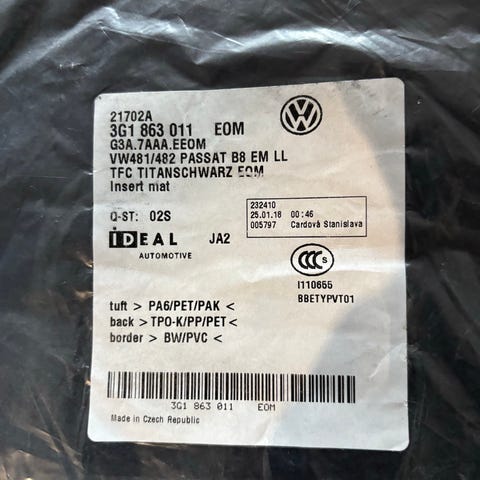 21702A
3G1 863 011 EOM
G3A.7AAA.EEOM
VW481/482 PASSAT B8 EM LL
TFC TITANSCHWARZ EOM
Insert mat
Q-ST: 02S
232410
25.01.18 00:46
005797 Cardová Stanislava
IDEAL JA2
AUTOMOTIVE
CCC S
I110655
BBETYPVT01
tuft > PA6/PET/PAK <
back > TPO-K/PP/PET <
border > BW/PVC <
3G1 863 011 EOM
Made in Czech Republic